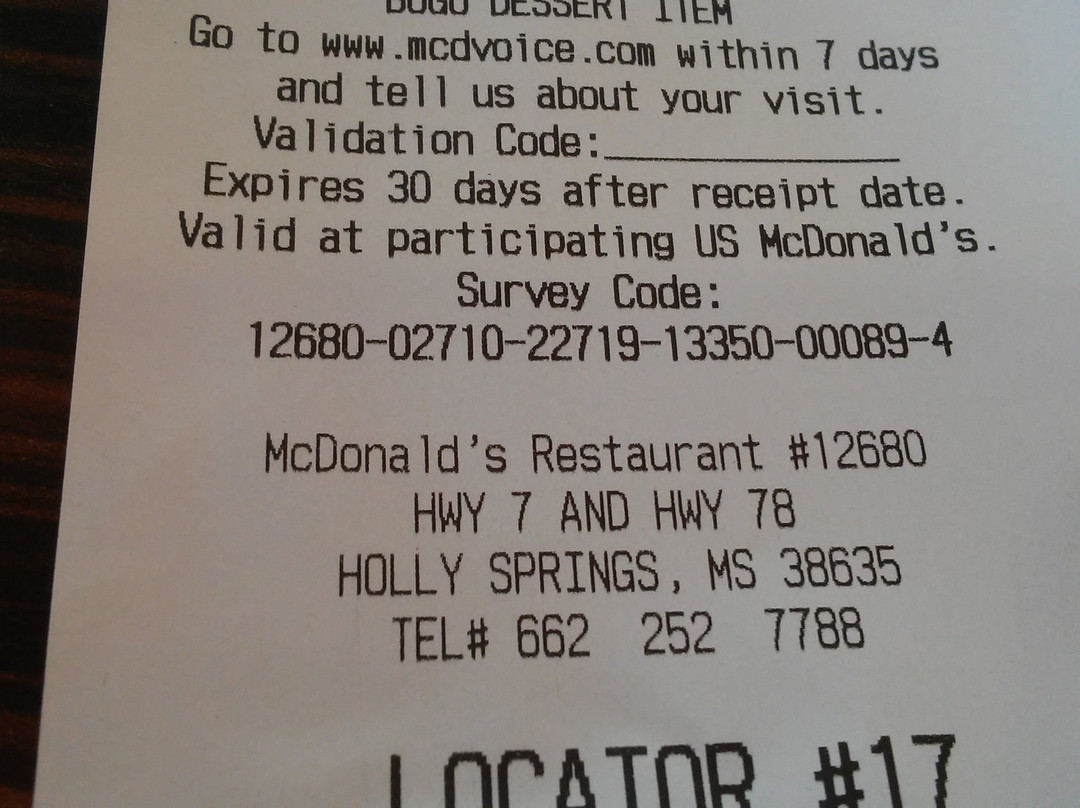 BOGO DESSERT ITEM
Go to www.mcdvoice.com within 7 days
and tell us about your visit.
Validation Code:____________
Expires 30 days after receipt date.
Valid at participating US McDonald's.
Survey Code:
12680-02710-22719-13350-00089-4
McDonald's Restaurant #12680
HWY 7 AND HWY 78
HOLLY SPRINGS, MS 38635
TEL# 662 252 7788
LOCATOR #17